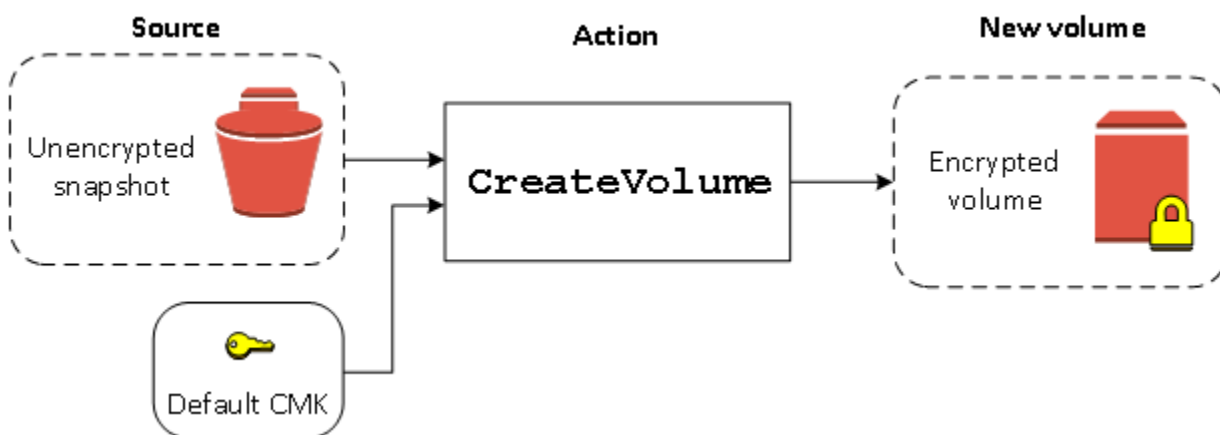 Source
Action
New volume
Unencrypted
snapshot
CreateVolume
Encrypted
volume
Default CMK